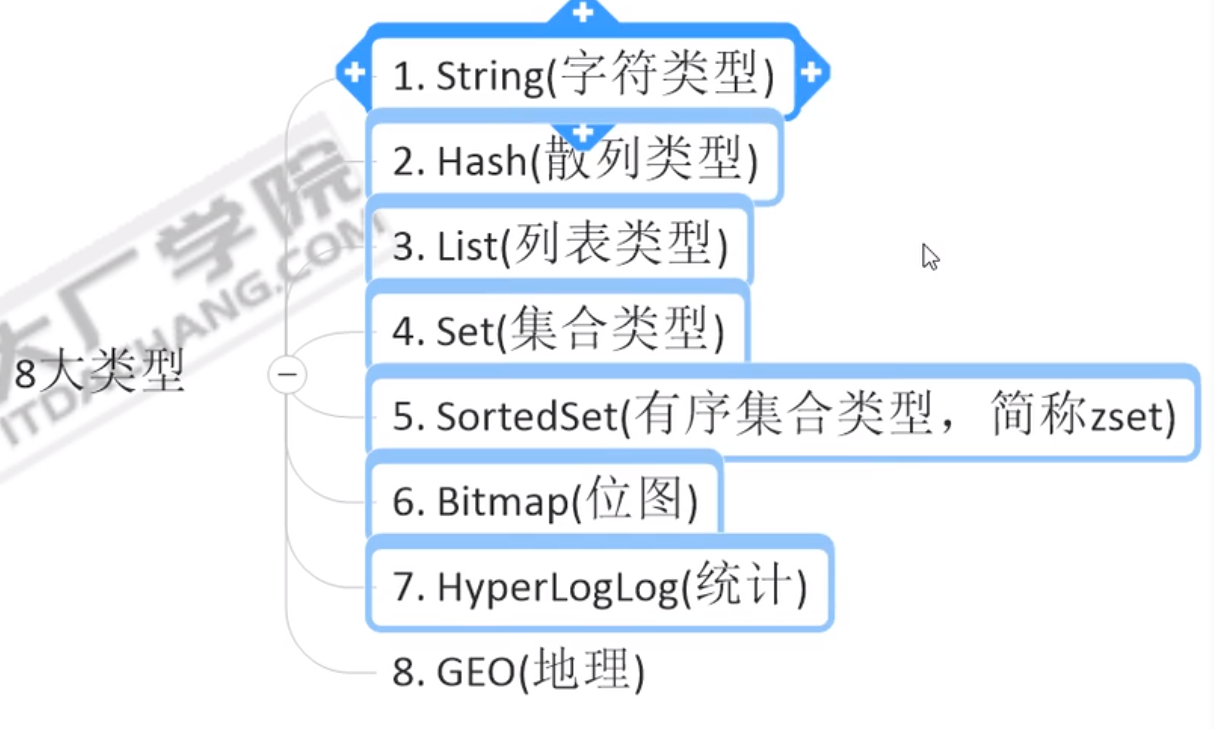 8大类型
1. String(字符类型)
2. Hash(散列类型)
3. List(列表类型)
4. Set(集合类型)
5. SortedSet(有序集合类型，简称zset)
6. Bitmap(位图)
7. HyperLogLog(统计)
8. GEO(地理)
大厂学院
ITDACHANG.COM